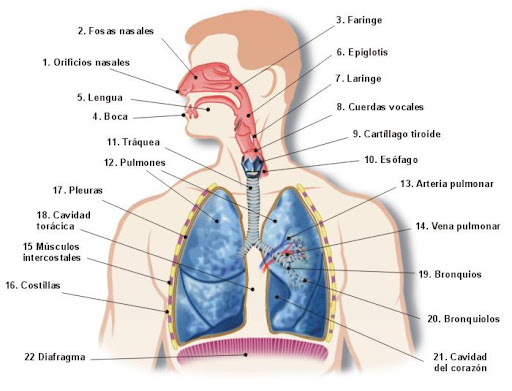 3. Faringe
2. Fosas nasales
6. Epiglotis
1. Orificios nasales
7. Laringe
5. Lengua
8. Cuerdas vocales
4. Boca
9. Cartíllago tiroide
11. Tráquea
10. Esófago
12. Pulmones
13. Arteria pulmonar
17. Pleuras
18. Cavidad
torácica
14. Vena pulmonar
15 Músculos
intercostales
19. Bronquios
16. Costillas
20. Bronquiolos
22 Diafragma
21. Cavidad
del corazón